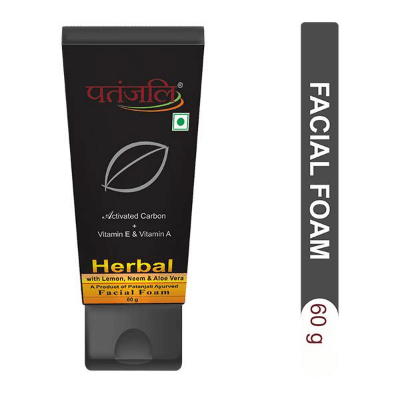 पतंजलि®
Activated Carbon
+
Vitamin E & Vitamin A
Herbal
with Lemon, Neem & Aloe Vera
A Product of Patanjali Ayurved
Facial Foam
60 g
FACIAL FOAM
60 g